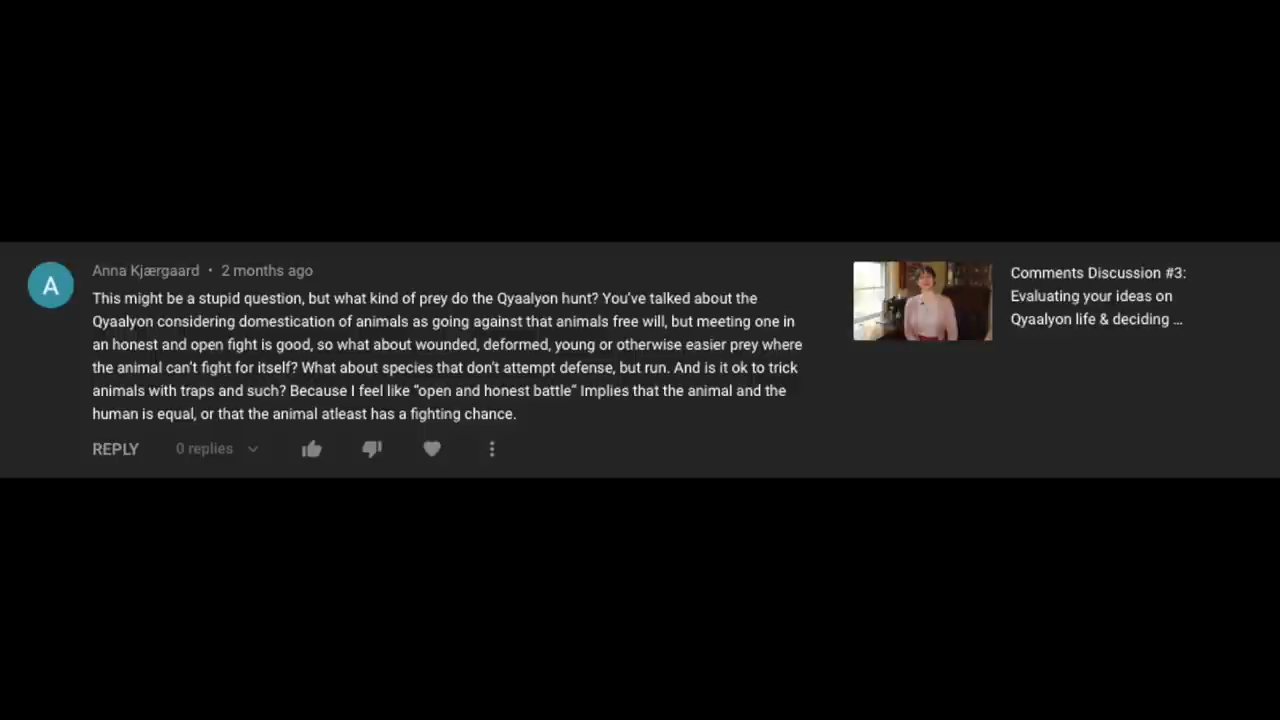 A
Anna Kjærgaard • 2 months ago
This might be a stupid question, but what kind of prey do the Qyaalyon hunt? You've talked about the
Qyaalyon considering domestication of animals as going against that animals free will, but meeting one in
an honest and open fight is good, so what about wounded, deformed, young or otherwise easier prey where
the animal can't fight for itself? What about species that don't attempt defense, but run. And is it ok to trick
animals with traps and such? Because I feel like "open and honest battle" Implies that the animal and the
human is equal, or that the animal atleast has a fighting chance.
REPLY 0 replies
Comments Discussion #3:
Evaluating your ideas on
Qyaalyon life & deciding ...